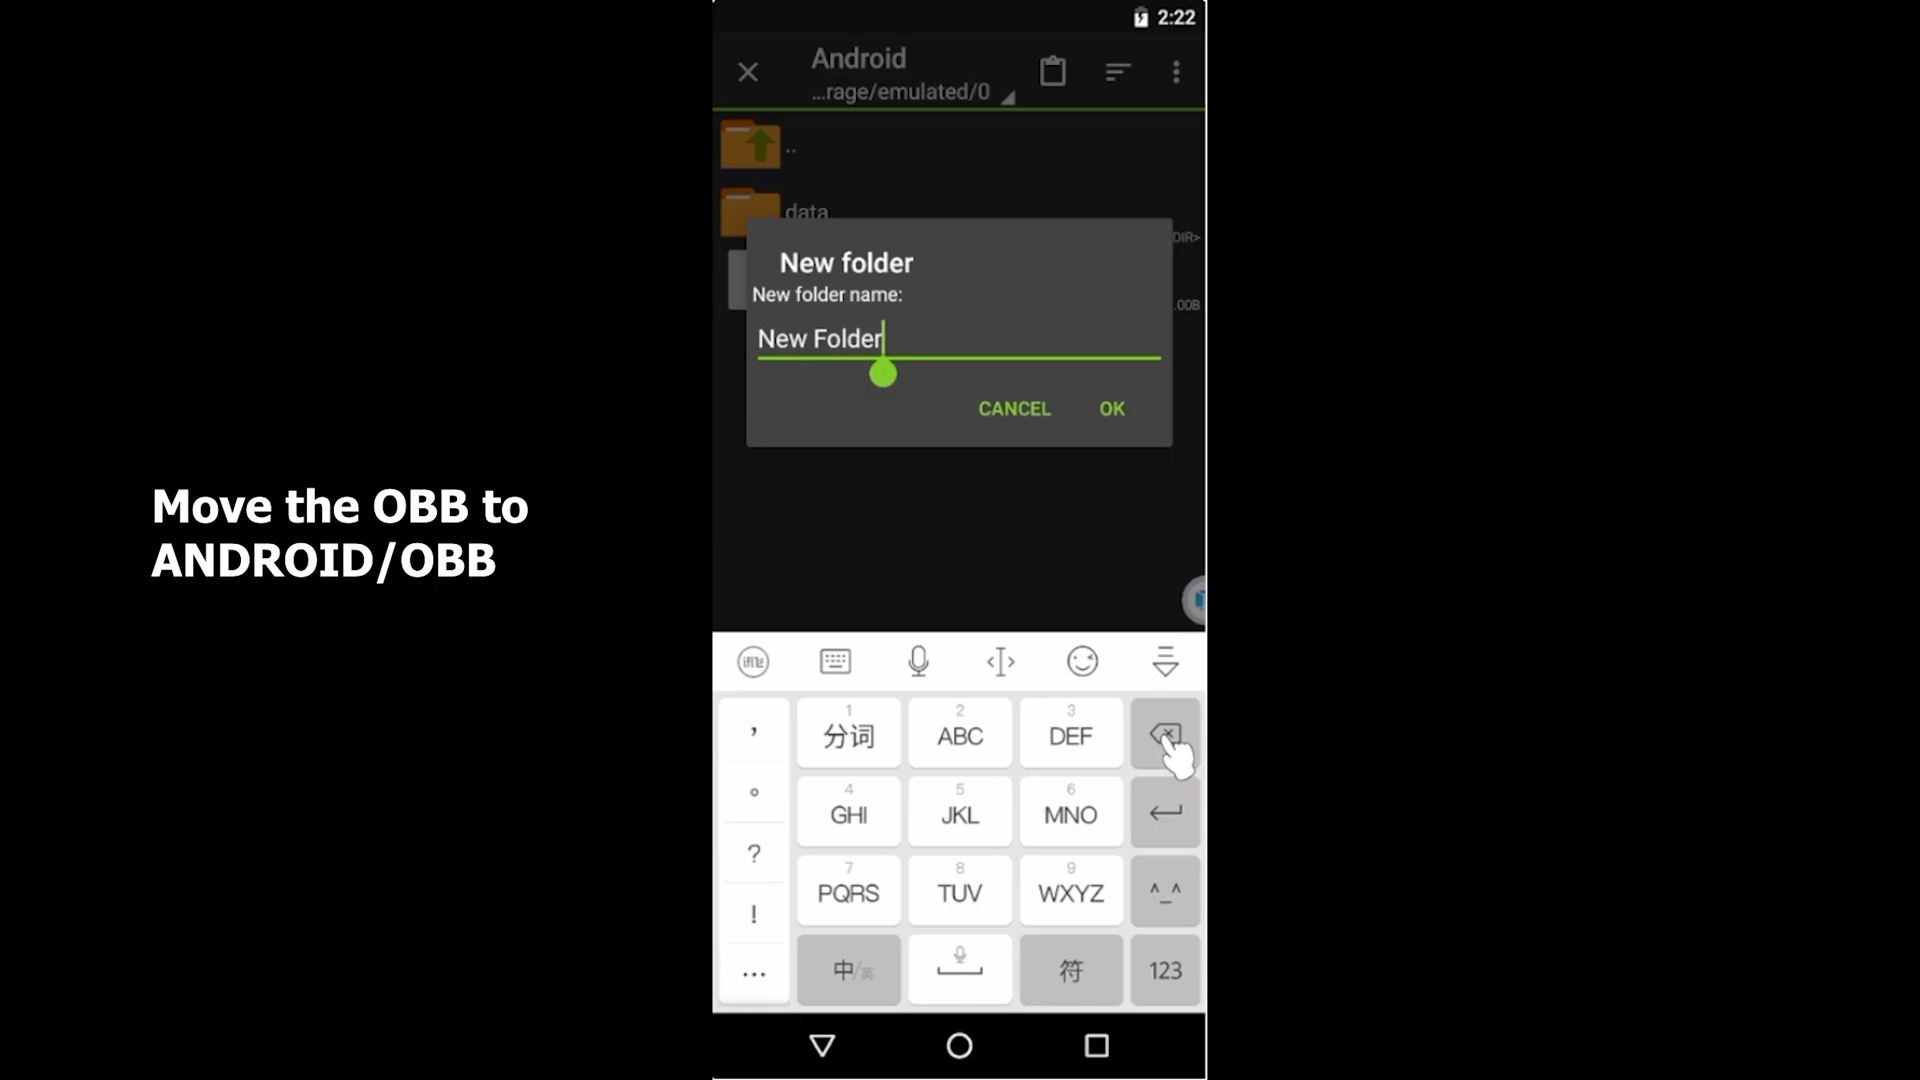 2:22
Android
...rage/emulated/0
..
data
DIR>
.00B
New folder
New folder name:
New Folder
CANCEL
OK
Move the OBB to
ANDROID/OBB
,
1
分词
2
ABC
3
DEF
。
4
GHI
5
JKL
6
MNO
?
7
PQRS
8
TUV
9
WXYZ
^_^
!
...
中/英
符
123